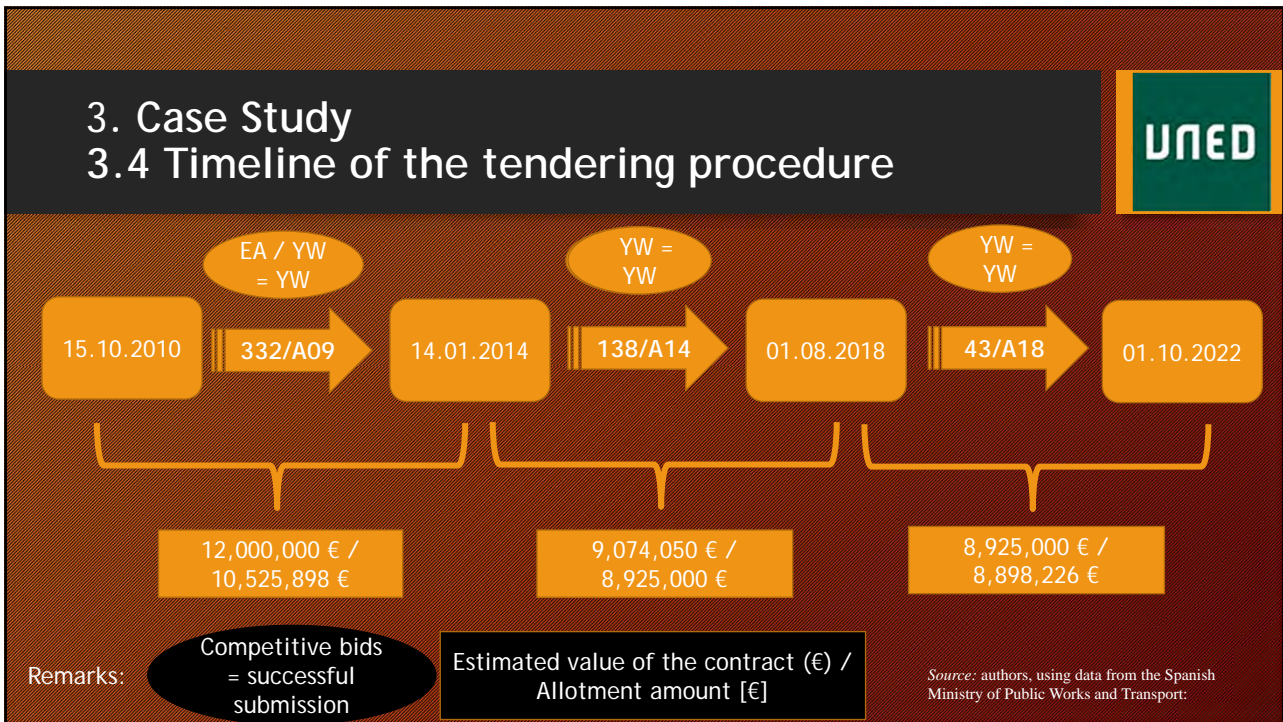 3. Case Study
3.4 Timeline of the tendering procedure
UNED
EA / YW
= YW
YW =
YW
YW =
YW
15.10.2010
332/A09
14.01.2014
138/A14
01.08.2018
43/A18
01.10.2022
12,000,000 € /
10,525,898 €
9,074,050 € /
8,925,000 €
8,925,000 € /
8,898,226 €
Remarks:
Competitive bids
= successful
submission
Estimated value of the contract (€) /
Allotment amount [€]
Source: authors, using data from the Spanish
Ministry of Public Works and Transport: